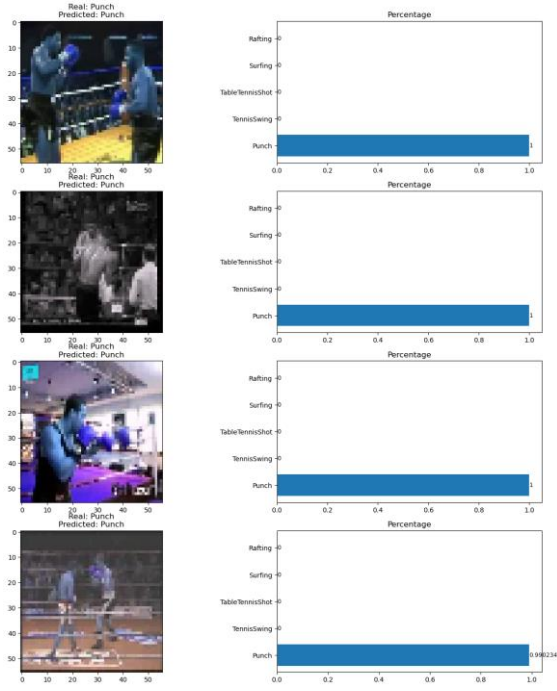 Real: Punch
Predicted: Punch
Percentage
0
10
20
30
40
50
0 10 20 30 40 50
Rafting 0
Surfing 0
TableTennisShot 0
TennisSwing 0
Punch 1
0.0 0.2 0.4 0.6 0.8 1.0
Real: Punch
Predicted: Punch
Percentage
0
10
20
30
40
50
0 10 20 30 40 50
Rafting 0
Surfing 0
TableTennisShot 0
TennisSwing 0
Punch 1
0.0 0.2 0.4 0.6 0.8 1.0
Real: Punch
Predicted: Punch
Percentage
0
10
20
30
40
50
0 10 20 30 40 50
Rafting 0
Surfing 0
TableTennisShot 0
TennisSwing 0
Punch 1
0.0 0.2 0.4 0.6 0.8 1.0
Real: Punch
Predicted: Punch
Percentage
0
10
20
30
40
50
0 10 20 30 40 50
Rafting 0
Surfing 0
TableTennisShot 0
TennisSwing 0
Punch
0.0 0.2 0.4 0.6 0.8 1.0